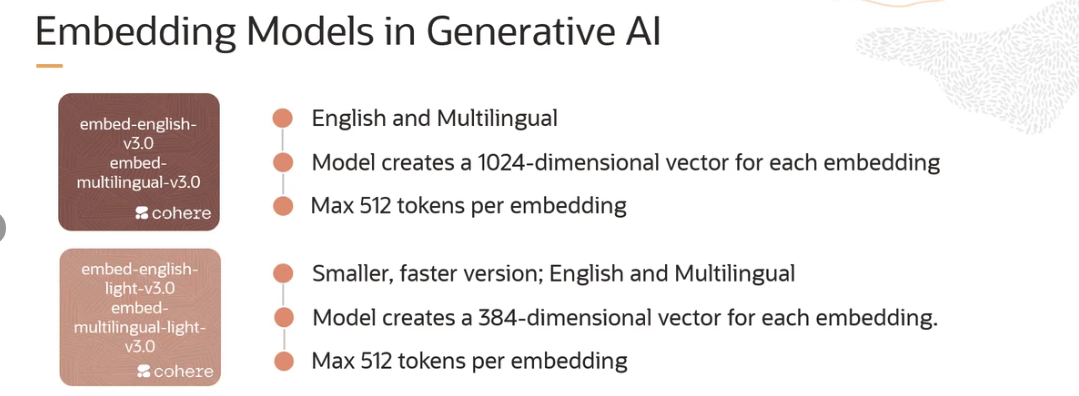 Embedding Models in Generative AI
embed-english-
v3.0
embed-
multilingual-v3.0
cohere
English and Multilingual
Model creates a 1024-dimensional vector for each embedding
Max 512 tokens per embedding
embed-english-
light-v3.0
embed-
multilingual-light-
v3.0
cohere
Smaller, faster version; English and Multilingual
Model creates a 384-dimensional vector for each embedding.
Max 512 tokens per embedding